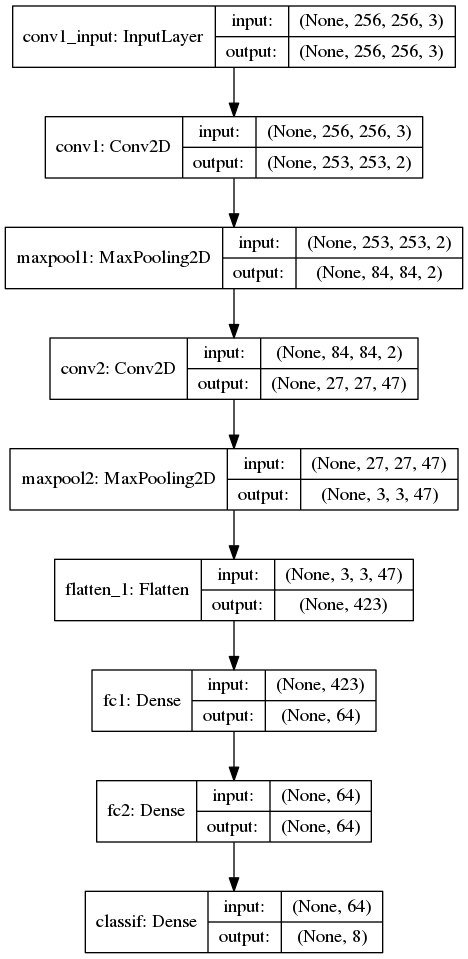 conv1_input: InputLayer
input: (None, 256, 256, 3)
output: (None, 256, 256, 3)
conv1: Conv2D
input: (None, 256, 256, 3)
output: (None, 253, 253, 2)
maxpool1: MaxPooling2D
input: (None, 253, 253, 2)
output: (None, 84, 84, 2)
conv2: Conv2D
input: (None, 84, 84, 2)
output: (None, 27, 27, 47)
maxpool2: MaxPooling2D
input: (None, 27, 27, 47)
output: (None, 3, 3, 47)
flatten_1: Flatten
input: (None, 3, 3, 47)
output: (None, 423)
fc1: Dense
input: (None, 423)
output: (None, 64)
fc2: Dense
input: (None, 64)
output: (None, 64)
classif: Dense
input: (None, 64)
output: (None, 8)